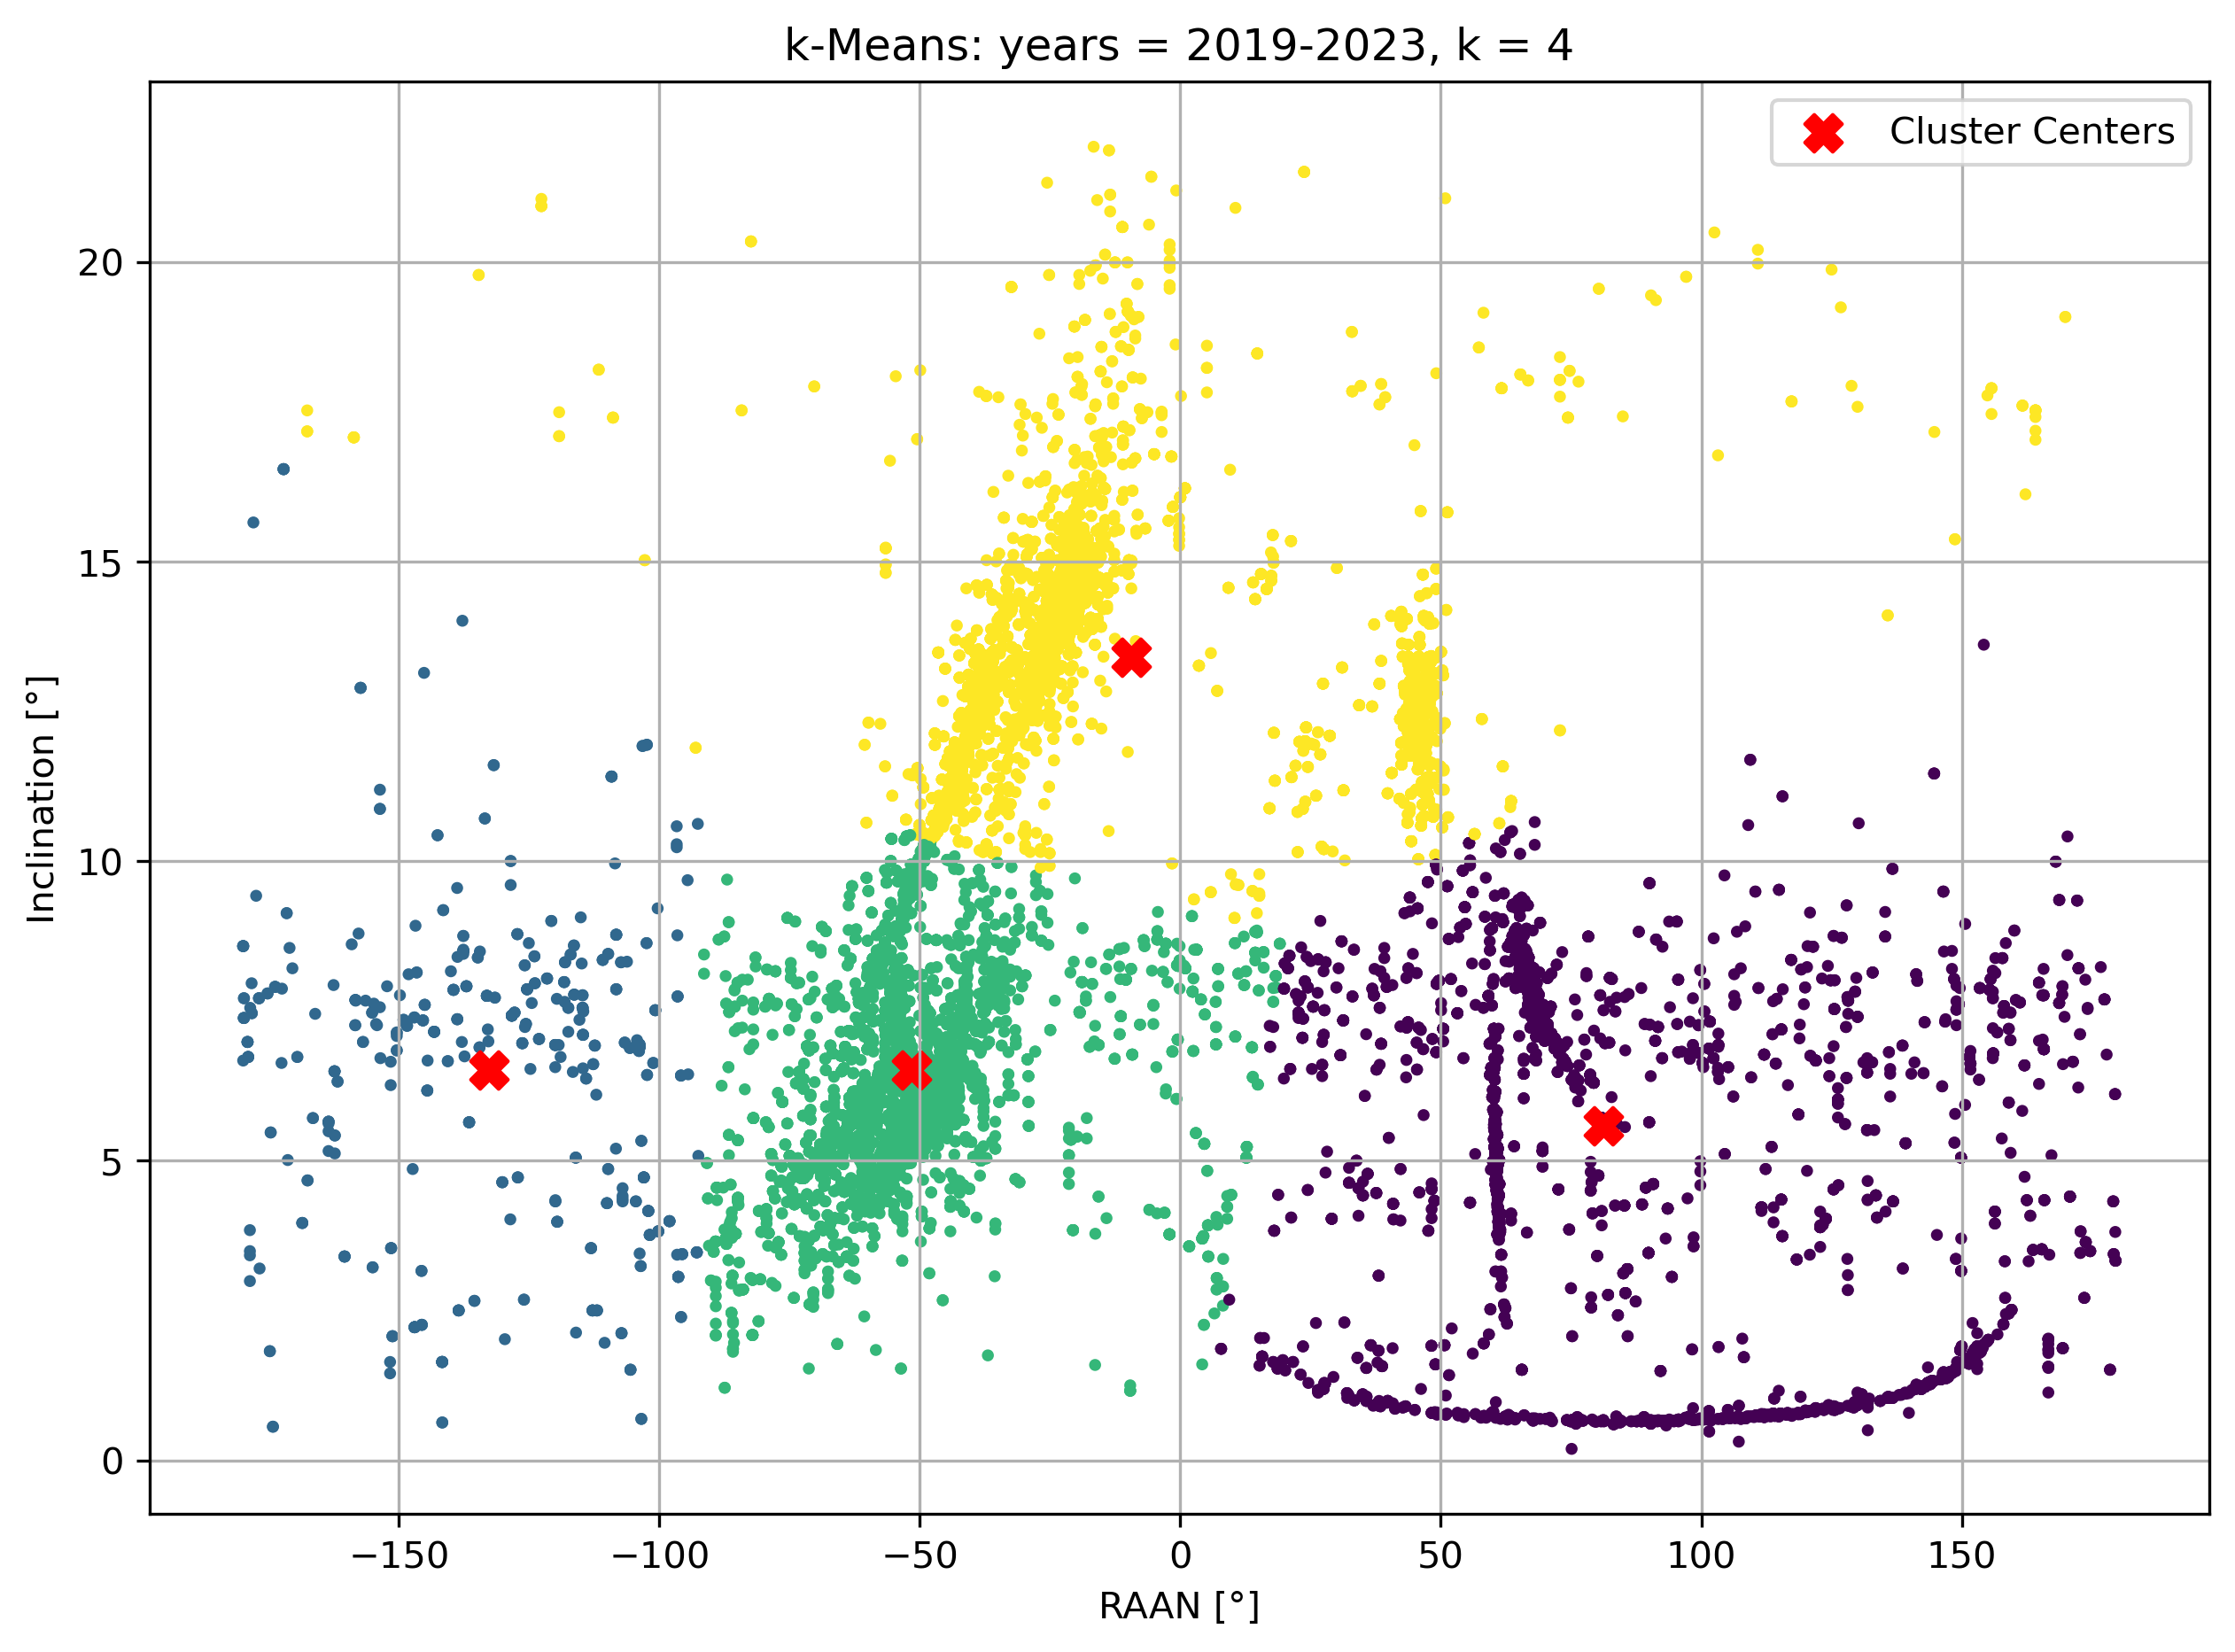 k-Means: years = 2019-2023, k = 4
Cluster Centers
Inclination [°]
20
15
10
5
0
−150 −100 −50 0 50 100 150
RAAN [°]